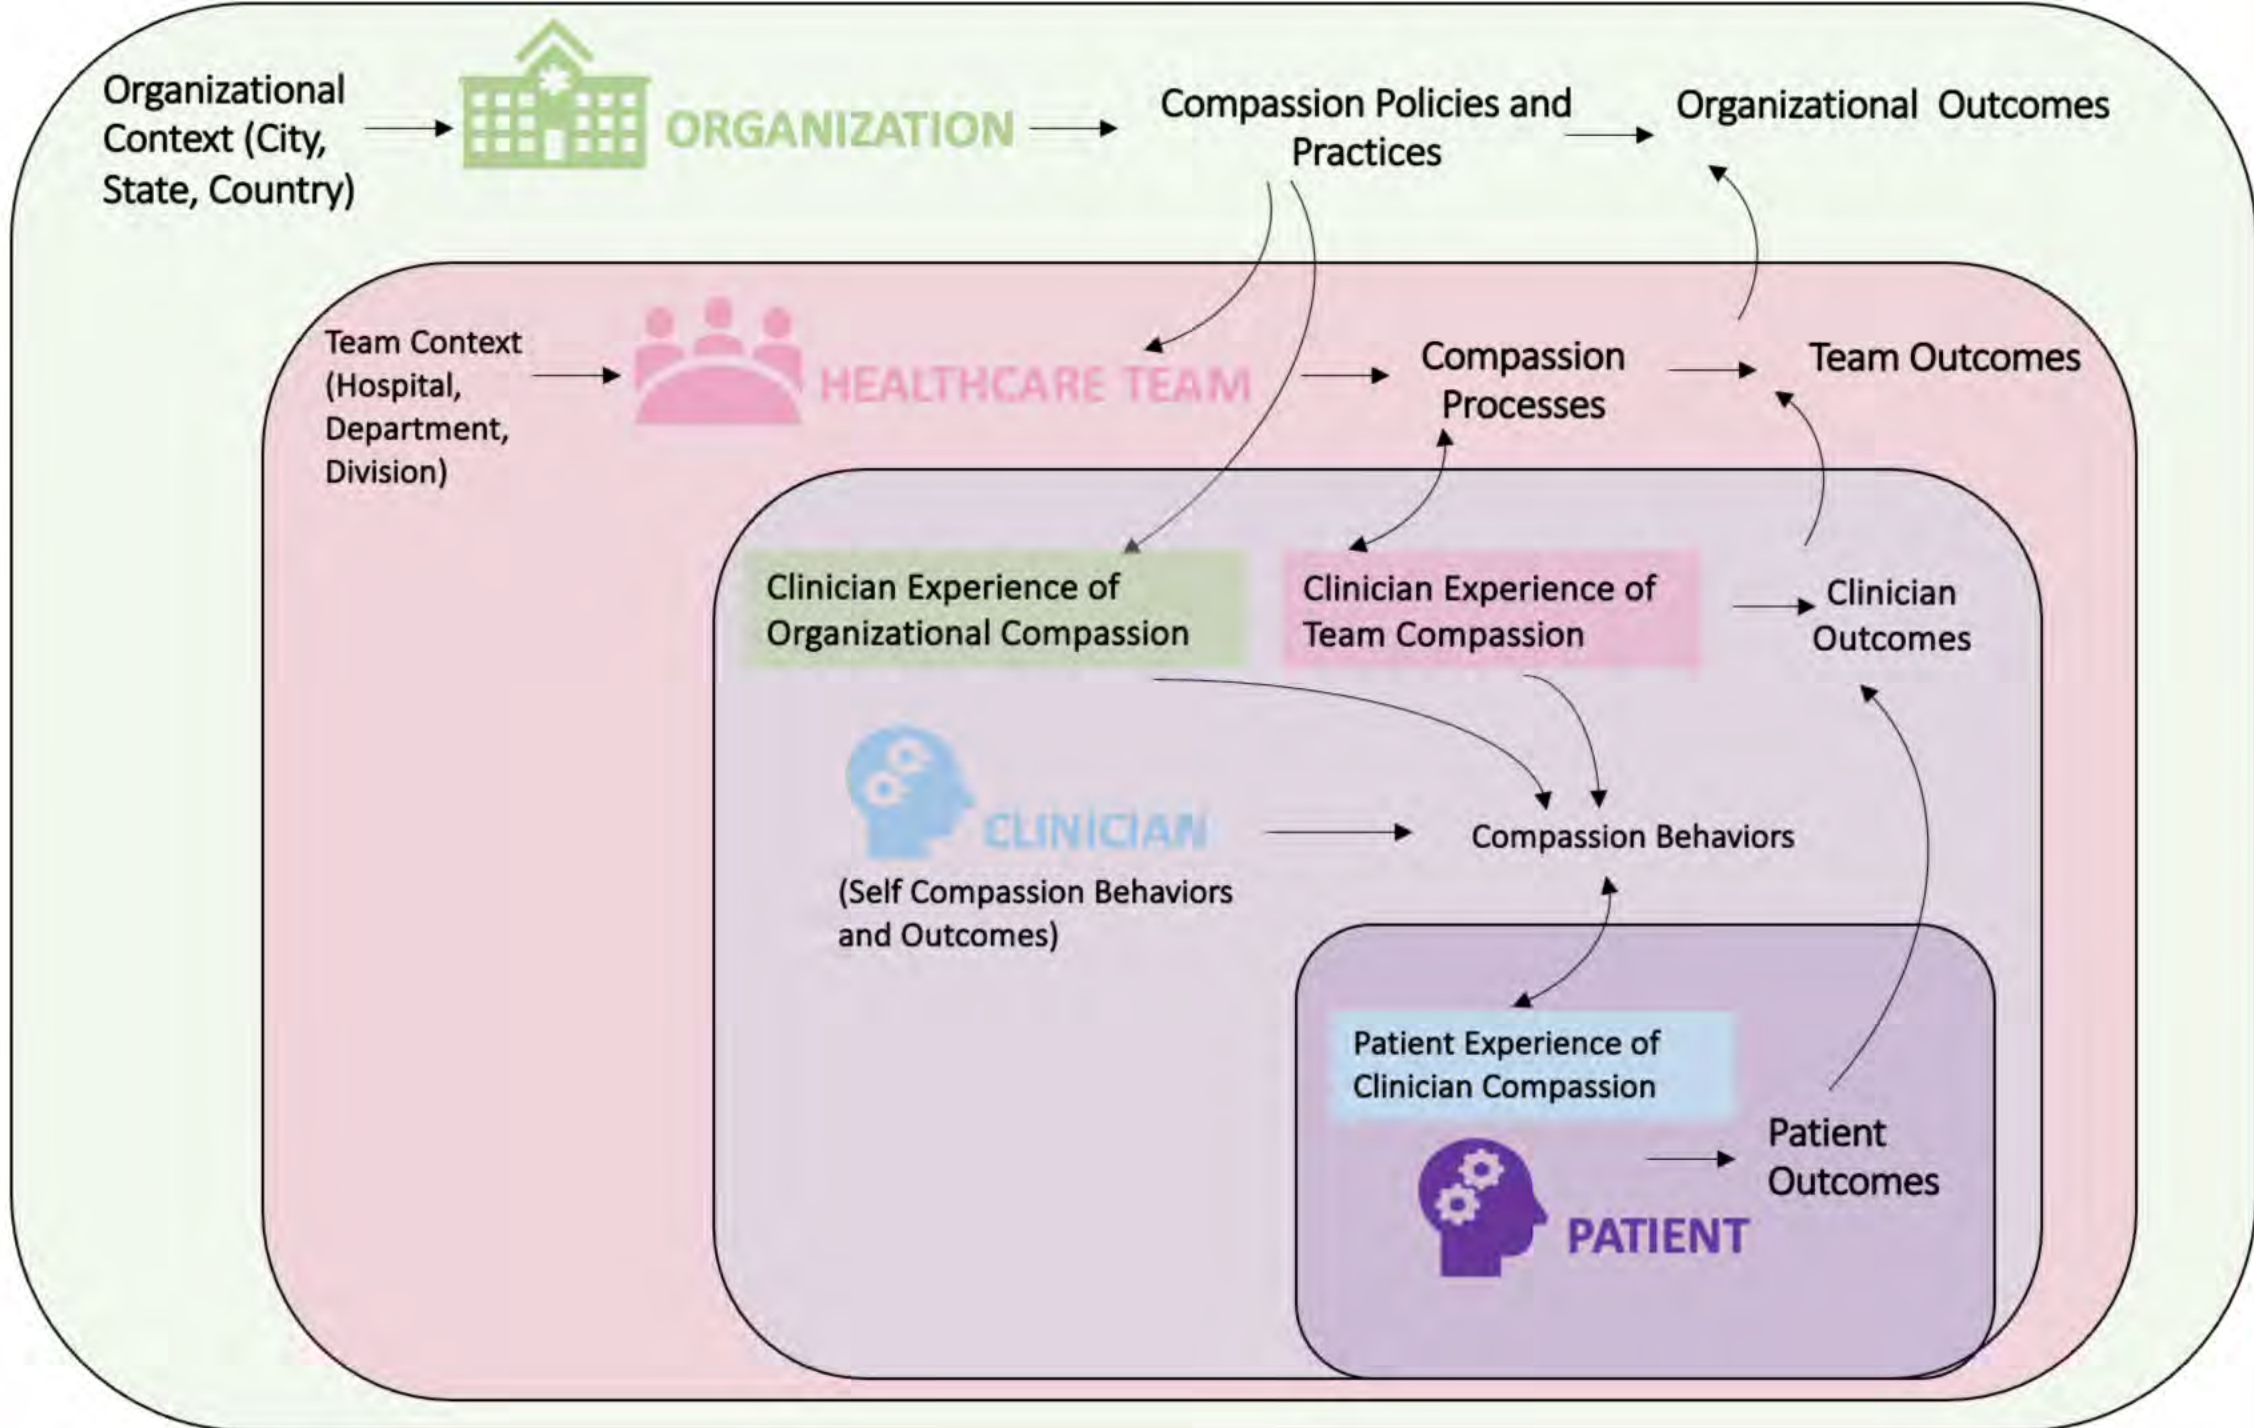 Organizational
Context (City,
State, Country)
ORGANIZATION
Compassion Policies and
Practices
Organizational Outcomes
Team Context
(Hospital,
Department,
Division)
HEALTHCARE TEAM
Compassion
Processes
Team Outcomes
Clinician Experience of
Organizational Compassion
Clinician Experience of
Team Compassion
Clinician
Outcomes
CLINICIAN
(Self Compassion Behaviors
and Outcomes)
Compassion Behaviors
Patient Experience of
Clinician Compassion
PATIENT
Patient
Outcomes